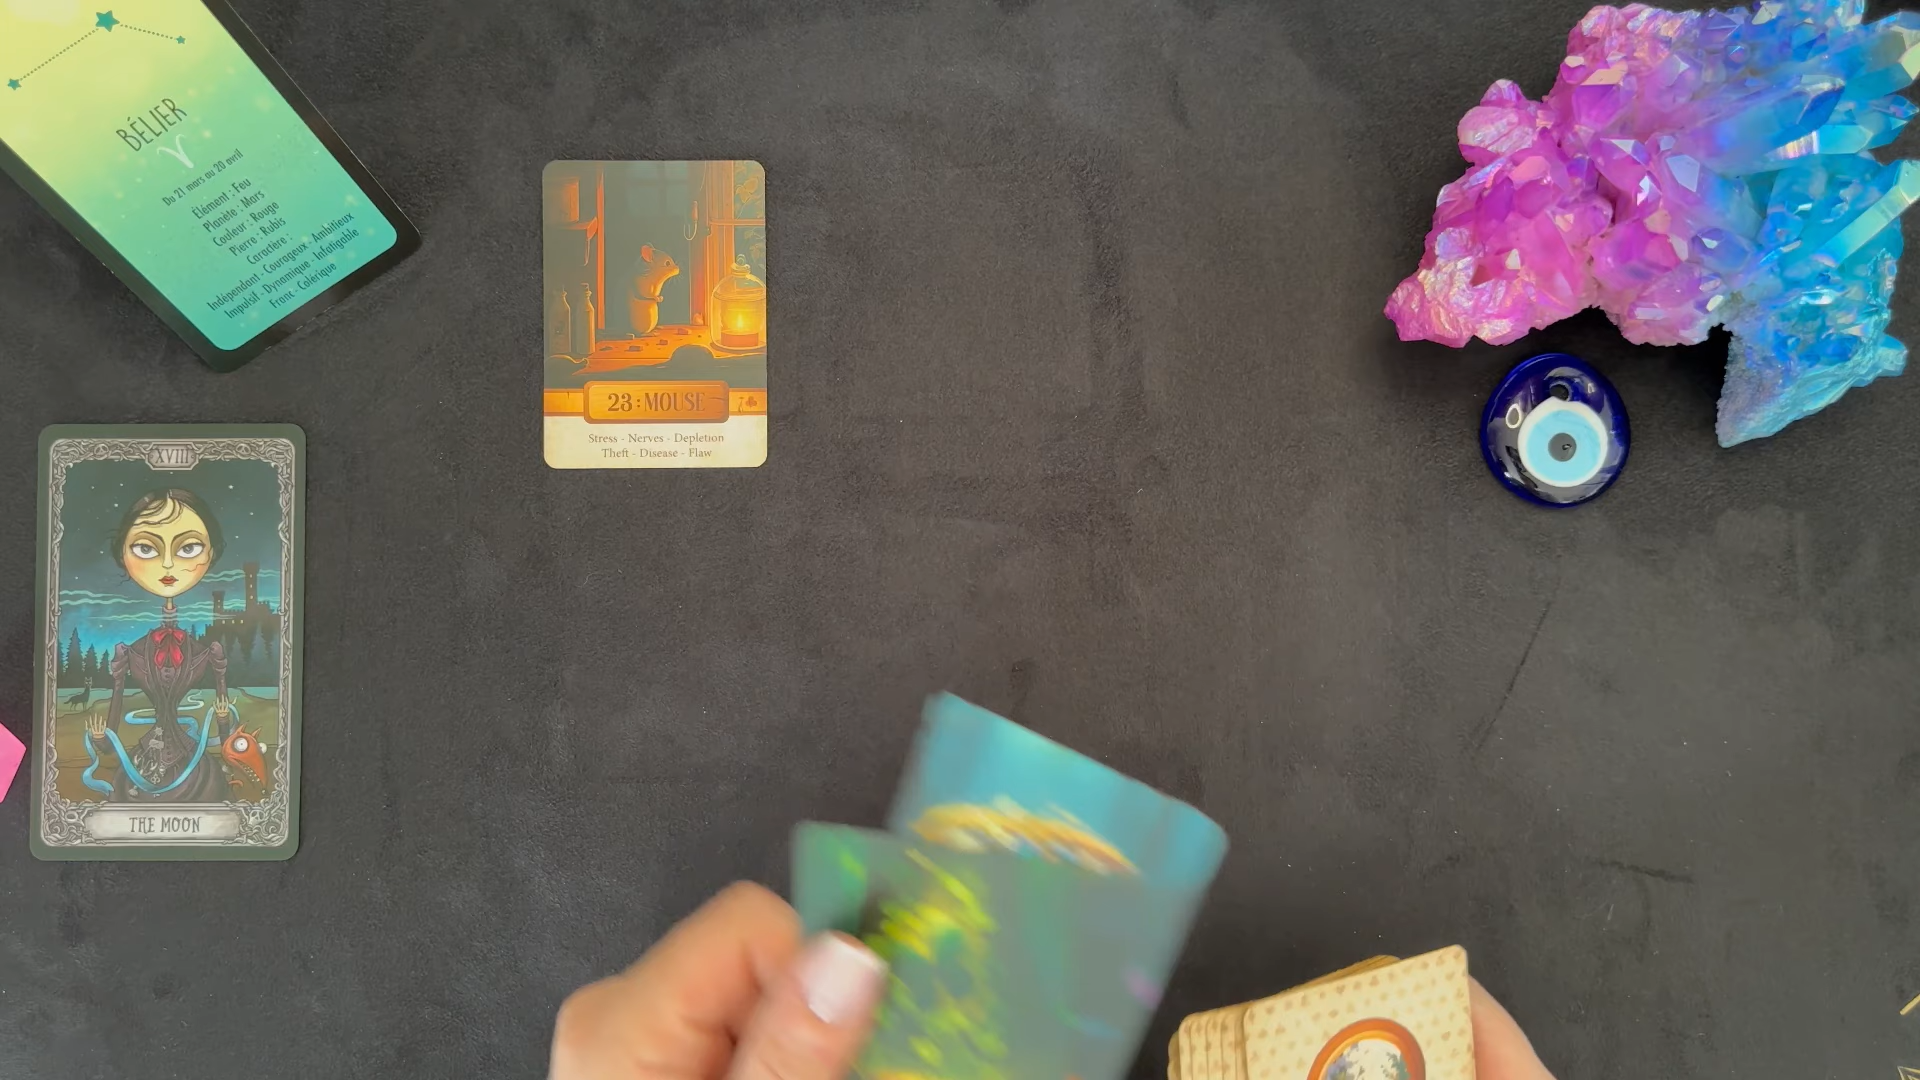 BÉLIER
Du 21 mars au 20 avril
Élément : Feu
Planète : Mars
Couleur : Rouge
Pierre : Rubis
Caractère :
Indépendant - Courageux - Ambitieux
Impulsif - Dynamique - Infatigable
Franc - Colérique
23 : MOUSE
7♣
Stress - Nerves - Depletion
Theft - Disease - Flaw
XVIII
THE MOON